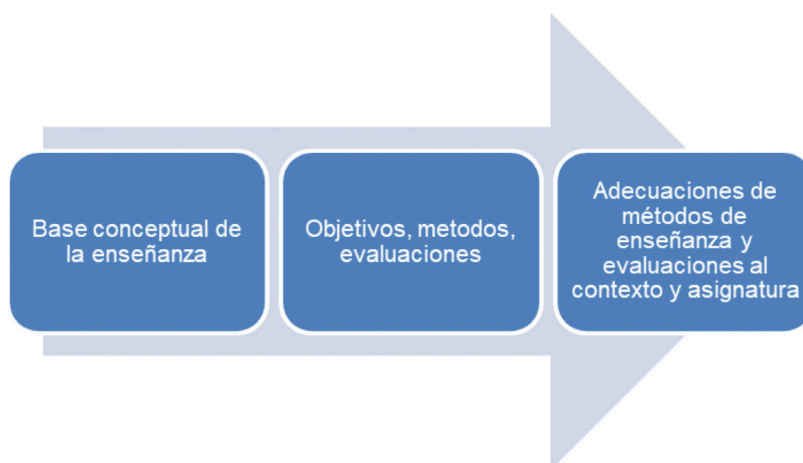 Base conceptual de
la enseñanza
Objetivos, metodos,
evaluaciones
Adecuaciones de
métodos de
enseñanza y
evaluaciones al
contexto y asignatura